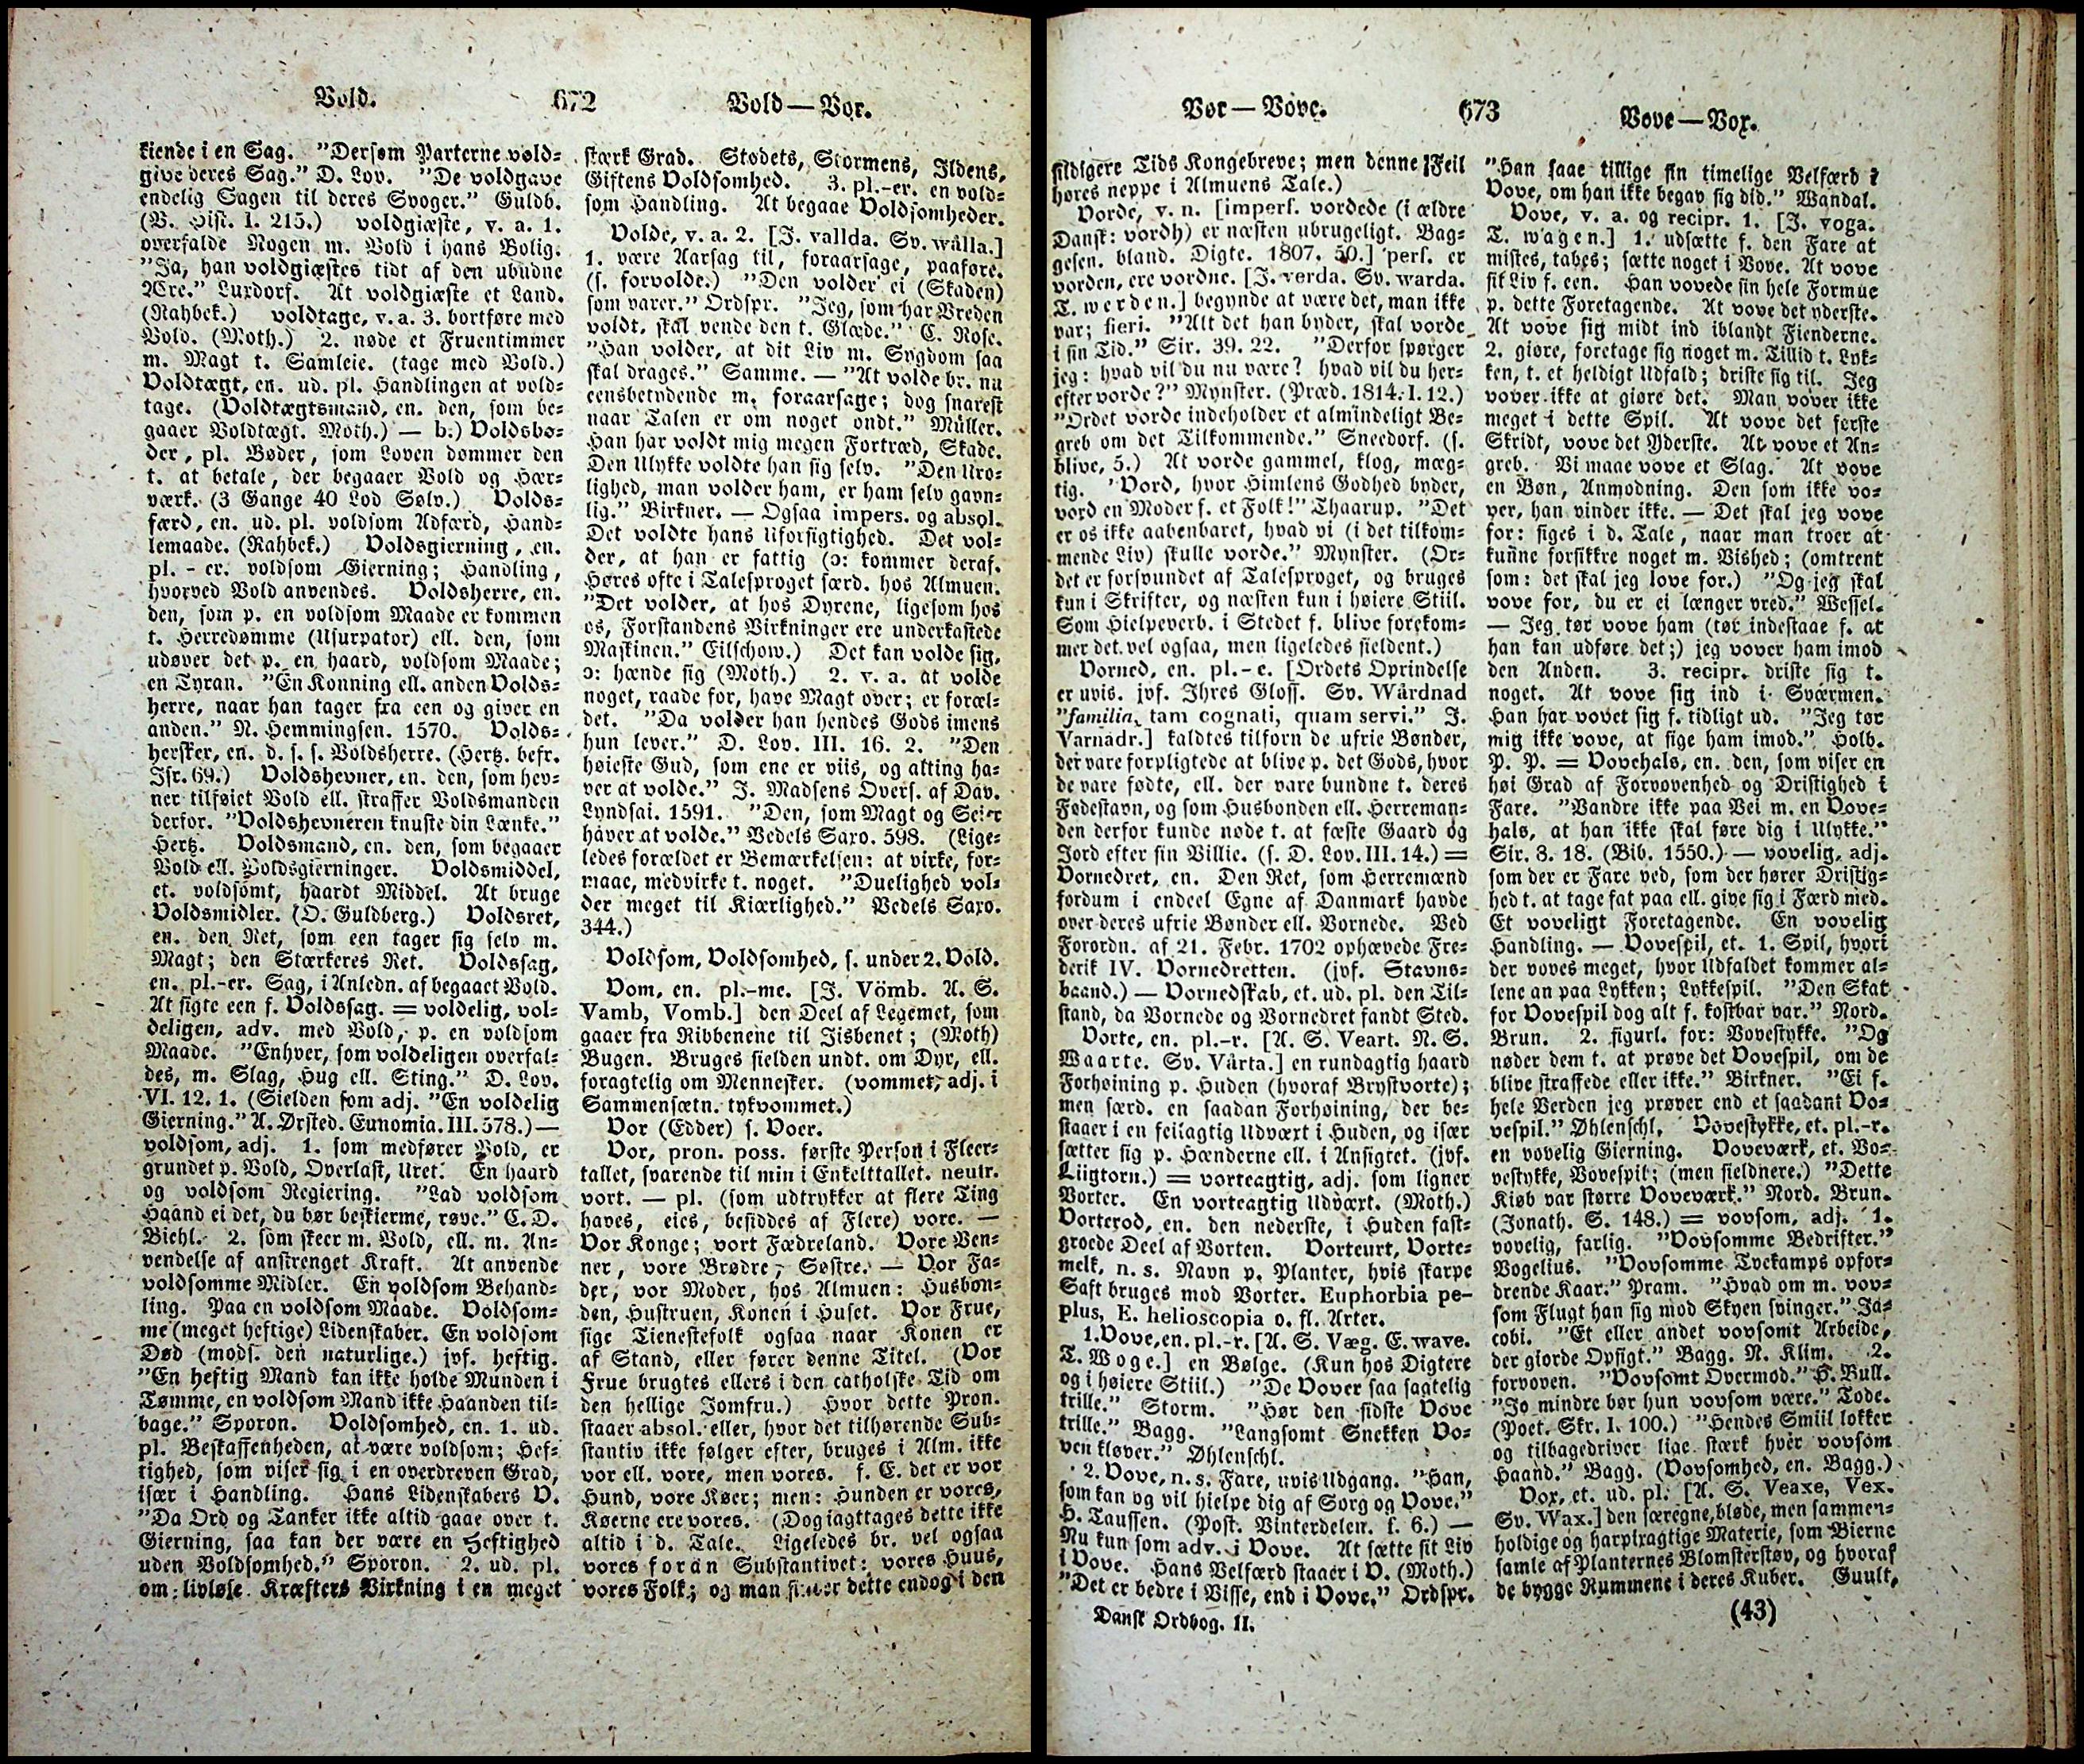 Vold.
672
Vold — Vor.
kiende i en Sag. "Dersom Parterne vold-
give deres Sag." D. Lov. "De voldgave
endelig Sagen til deres Svoger." Guldb.
(V. Hist. I. 215.) voldgiæste, v. a. 1.
overfalde Nogen m. Vold i hans Bolig.
"Ja, han voldgiæstes tidt af den ubudne
Ære." Luxdorf. At voldgiæste et Land.
(Rahbek.) voldtage, v. a. 3. bortføre med
Vold. (Moth.) 2. nøde et Fruentimmer
m. Magt t. Samleie. (tage med Vold.)
Voldtægt, en. ud. pl. Handlingen at vold-
tage. (Voldtægtsmand, en. den, som be-
gaaer Voldtægt. Moth.) — b.) Voldsbø-
der, pl. Bøder, som Loven dømmer den
t. at betale, der begaaer Vold og Hær-
værk. (3 Gange 40 Lod Sølv.) Volds-
færd, en. ud. pl. voldsom Adfærd, Hand-
lemaade. (Rahbek.) Voldsgierning, en.
pl. - er. voldsom Gierning; Handling,
hvorved Vold anvendes. Voldsherre, en.
den, som p. en voldsom Maade er kommen
t. Herredømme (Usurpator) ell. den, som
udøver det p. en haard, voldsom Maade;
en Tyran. "En Konning ell. anden Volds-
herre, naar han tager fra een og giver en
anden." N. Hemmingsen. 1570. Volds-
hersker, en. d. s. s. Voldsherre. (Hertz. befr.
Isr. 69.) Voldshevner, en. den, som hev-
ner tilføiet Vold ell. straffer Voldsmanden
derfor. "Voldshevneren knuste din Lænke."
Hertz. Voldsmand, en. den, som begaaer
Vold ell. Voldsgierninger. Voldsmiddel,
et. voldsomt, haardt Middel. At bruge
Voldsmidler. (O. Guldberg.) Voldsret,
en. den Ret, som een tager sig selv m.
Magt; den Stærkeres Ret. Voldssag,
en. pl.-er. Sag, i Anledn. af begaaet Vold.
At sigte een f. Voldssag. = voldelig, vol-
deligen, adv. med Vold, p. en voldsom
Maade. "Enhver, som voldeligen overfal-
des, m. Slag, Hug ell. Sting." D. Lov.
VI. 12. 1. (Sielden som adj. "En voldelig
Gierning." A. Ørsted. Eunomia. III. 578.) —
voldsom, adj. 1. som medfører Vold, er
grundet p. Vold, Overlast, Uret. En haard
og voldsom Regiering. "Lad voldsom
Haand ei det, du bør beskierme, røve." C. D.
Biehl. 2. som skeer m. Vold, ell. m. An-
vendelse af anstrenget Kraft. At anvende
voldsomme Midler. En voldsom Behand-
ling. Paa en voldsom Maade. Voldsom-
me (meget heftige) Lidenskaber. En voldsom
Død (mods. den naturlige.) jvf. heftig.
"En heftig Mand kan ikke holde Munden i
Tømme, en voldsom Mand ikke Haanden til-
bage." Sporon. Voldsomhed, en. 1. ud.
pl. Beskaffenheden, at være voldsom; Hef-
tighed, som viser sig i en overdreven Grad,
især i Handling. Hans Lidenskabers V.
"Da Ord og Tanker ikke altid gaae over t.
Gierning, saa kan der være en Heftighed
uden Voldsomhed." Sporon. 2. ud. pl.
om livløse Kræfters Virkning i en meget
stærk Grad. Stødets, Stormens, Ildens,
Giftens Voldsomhed. 3. pl.-er. en vold-
som Handling. At begaae Voldsomheder.
Volde, v. a. 2. [I. vallda. Sv. wålla.]
1. være Aarsag til, foraarsage, paaføre.
(s. forvolde.) "Den volder ei (Skaden)
som varer." Ordspr. "Jeg, som har Vreden
voldt, skal vende den t. Glæde." C. Rose.
"Han volder, at dit Liv m. Sygdom saa
skal drages." Samme. — "At volde br. nu
eensbetydende m. foraarsage; dog snarest
naar Talen er om noget ondt." Müller.
Han har voldt mig megen Fortræd, Skade.
Den Ulykke voldte han sig selv. "Den Uro-
lighed, man volder ham, er ham selv gavn-
lig." Birkner. — Ogsaa impers. og absol.
Det voldte hans Uforsigtighed. Det vol-
der, at han er fattig (ɔ: kommer deraf.
Høres ofte i Talesproget særd. hos Almuen.
"Det volder, at hos Dyrene, ligesom hos
os, Forstandens Virkninger ere underkastede
Maskinen." Eilschow.) Det kan volde sig,
ɔ: hænde sig (Moth.) 2. v. a. at volde
noget, raade for, have Magt over; er foræl-
det. "Da volder han hendes Gods imens
hun lever." D. Lov. III. 16. 2. "Den
høieste Gud, som ene er viis, og alting ha-
ver at volde." J. Madsens Overs. af Dav.
Lyndsai. 1591. "Den, som Magt og Seier
haver at volde." Vedels Saxo. 598. (Lige-
ledes forældet er Bemærkelsen: at virke, for-
maae, medvirke t. noget. "Duelighed vol-
der meget til Kiærlighed." Vedels Saxo.
344.)
Voldsom, Voldsomhed, s. under 2. Vold.
Vom, en. pl.-me. [I. Vömb. A. S.
Vamb, Vomb.] den Deel af Legemet, som
gaaer fra Ribbenene til Iisbenet; (Moth)
Bugen. Bruges sielden undt. om Dyr, ell.
foragtelig om Mennesker. (vommet, adj. i
Sammensætn. tykvommet.)
Vor (Edder) s. Voer.
Vor, pron. poss. første Person i Fleer-
tallet, svarende til min i Enkelttallet. neutr.
vort. — pl. (som udtrykker at flere Ting
haves, eies, besiddes af Flere) vore. —
Vor Konge; vort Fædreland. Vore Ven-
ner, vore Brødre, Søstre. — Vor Fa-
der, vor Moder, hos Almuen: Husbon-
den, Hustruen, Konen i Huset. Vor Frue,
sige Tienestefolk ogsaa naar Konen er
af Stand, eller fører denne Titel. (Vor
Frue brugtes ellers i den catholske Tid om
den hellige Jomfru.) Hvor dette Pron.
staaer absol. eller, hvor det tilhørende Sub-
stantiv ikke følger efter, bruges i Alm. ikke
vor ell. vore, men vores. f. E. det er vor
Hund, vore Køer; men: Hunden er vores,
Køerne ere vores. (Dog iagttages dette ikke
altid i d. Tale. Ligeledes br. vel ogsaa
vores foran Substantivet: vores Huus,
vores Folk; og man finder dette endog i den
Vor — Vove.
673
Vove — Vox.
sildigere Tids Kongebreve; men denne Feil
høres neppe i Almuens Tale.)
Vorde, v. n. [imperf. vordede (i ældre
Dansk: vordh) er næsten ubrugeligt. Bag-
gesen. bland. Digte. 1807. 50.] perf. er
vorden, ere vordne. [I. verda. Sv. warda.
T. werden.] begynde at være det, man ikke
var; fieri. "Alt det han byder, skal vorde
i sin Tid." Sir. 39. 22. "Derfor spørger
jeg: hvad vil du nu være? hvad vil du her-
efter vorde?" Mynster. (Præd. 1814. I. 12.)
"Ordet vorde indeholder et almindeligt Be-
greb om det Tilkommende." Sneedorf. (s.
blive, 5.) At vorde gammel, klog, mæg-
tig. "Vord, hvor Himlens Godhed byder,
vord en Moder f. et Folk!" Thaarup. "Det
er os ikke aabenbaret, hvad vi (i det tilkom-
mende Liv) skulle vorde." Mynster. (Or-
det er forsvundet af Talesproget, og bruges
kun i Skrifter, og næsten kun i høiere Stiil.
Som Hielpeverb. i Stedet f. blive forekom-
mer det vel ogsaa, men ligeledes sieldent.)
Vorned, en. pl.-e. [Ordets Oprindelse
er uvis. jvf. Ihres Gloss. Sv. Wårdnad
"familia, tam cognali, quam servi." I.
Varnadr.] kaldtes tilforn de ufrie Bønder,
der vare forpligtede at blive p. det Gods, hvor
de vare fødte, ell. der vare bundne t. deres
Fødestavn, og som Husbonden ell. Herreman-
den derfor kunde nøde t. at fæste Gaard og
Jord efter sin Villie. (s. D. Lov. III. 14.) =
Vornedret, en. Den Ret, som Herremænd
fordum i endeel Egne af Danmark havde
over deres ufrie Bønder ell. Vornede. Ved
Forordn. af 21. Febr. 1702 ophævede Fre-
derik IV. Vornedretten. (jvf. Stavns-
baand.) — Vornedskab, et. ud. pl. den Til-
stand, da Vornede og Vornedret fandt Sted.
Vorte, en. pl.-r. [A. S. Veart. N. S.
Waarte. Sv. Vårta.] en rundagtig haard
Forhøining p. Huden (hvoraf Brystvorte);
men særd. en saadan Forhøining, der be-
staaer i en feilagtig Udvæxt i Huden, og især
sætter sig p. Hænderne ell. i Ansigtet. (jvf.
Liigtorn.) = vorteagtig, adj. som ligner
Vorter. En vorteagtig Udvæxt. (Moth.)
Vorterod, en. den nederste, i Huden fast-
groede Deel af Vorten. Vorteurt, Vorte-
melk, n. s. Navn p. Planter, hvis skarpe
Saft bruges mod Vorter. Euphorbia pe-
plus, E. helioscopia o. fl. Arter.
1. Vove, en. pl.-r. [A. S. Væg. E. wave.
T. Woge.] en Bølge. (Kun hos Digtere
og i høiere Stiil.) "De Vover saa sagtelig
trille." Storm. "Hør den sidste Vove
trille." Bagg. "Langsomt Snekken Vo-
ven kløver." Øhlenschl.
2. Vove, n. s. Fare, uvis Udgang. "Han,
som kan og vil hielpe dig af Sorg og Vove."
H. Taussen. (Post. Vinterdelen. f. 6.) —
Nu kun som adv. i Vove. At sætte sit Liv
i Vove. Hans Velfærd staaer i V. (Moth.)
"Det er bedre i Visse, end i Vove." Ordspr.
Dansk Ordbog. II.
"Han saae tillige sin timelige Velfærd i
Vove, om han ikke begav sig did." Wandal.
Vove, v. a. og recipr. 1. [I. voga.
T. wagen.] 1. udsætte f. den Fare at
mistes, tabes; sætte noget i Vove. At vove
sit Liv f. een. Han vovede sin hele Formue
p. dette Foretagende. At vove det yderste.
At vove sig midt ind iblandt Fienderne.
2. giøre, foretage sig noget m. Tillid t. Lyk-
ken, t. et heldigt Udfald; driste sig til. Jeg
vover ikke at giøre det. Man vover ikke
meget i dette Spil. At vove det første
Skridt, vove det Yderste. At vove et An-
greb. Vi maae vove et Slag. At vove
en Bøn, Anmodning. Den som ikke vo-
ver, han vinder ikke. — Det skal jeg vove
for: siges i d. Tale, naar man troer at
kunne forsikkre noget m. Vished; (omtrent
som: det skal jeg love for.) "Og jeg skal
vove for, du er ei længer vred." Wessel.
— Jeg tør vove ham (tør indestaae f. at
han kan udføre det;) jeg vover ham imod
den Anden. 3. recipr. driste sig t.
noget. At vove sig ind i Sværmen.
Han har vovet sig f. tidligt ud. "Jeg tør
mig ikke vove, at sige ham imod." Holb.
P. P. = Vovehals, en. den, som viser en
høi Grad af Forvovenhed og Dristighed i
Fare. "Vandre ikke paa Vei m. en Vove-
hals, at han ikke skal føre dig i Ulykke."
Sir. 8. 18. (Bib. 1550.) — vovelig, adj.
som der er Fare ved, som der hører Dristig-
hed t. at tage fat paa ell. give sig i Færd med.
Et voveligt Foretagende. En vovelig
Handling. — Vovespil, et. 1. Spil, hvori
der voves meget, hvor Udfaldet kommer al-
lene an paa Lykken; Lykkespil. "Den Skat
for Vovespil dog alt f. kostbar var." Nord.
Brun. 2. figurl. for: Vovestykke. "Og
nøder dem t. at prøve det Vovespil, om de
blive straffede eller ikke." Birkner. "Ei f.
hele Verden jeg prøver end et saadant Vo-
vespil." Øhlenschl. Vovestykke, et. pl.-r.
en vovelig Gierning. Voveværk, et. Vo-
vestykke, Vovespil; (men sieldnere.) "Dette
Kiøb var større Voveværk." Nord. Brun.
(Jonath. S. 148.) = vovsom, adj. 1.
vovelig, farlig. "Vovsomme Bedrifter."
Vogelius. "Vovsomme Tvekamps opfor-
drende Kaar." Pram. "Hvad om m. vov-
som Flugt han sig mod Skyen svinger." Ja-
cobi. "Et eller andet vovsomt Arbeide,
der giorde Opsigt." Bagg. N. Klim. 2.
forvoven. "Vovsomt Overmod." F. Bull.
"Jo mindre bør hun vovsom være." Tode.
(Poet. Skr. I. 100.) "Hendes Smiil lokker
og tilbagedriver lige stærk hver vovsom
Haand." Bagg. (Vovsomhed, en. Bagg.)
Vox, et. ud. pl. [A. S. Veaxe, Vex.
Sv. Wax.] den særegne, bløde, men sammen-
holdige og harpixagtige Materie, som Bierne
samle af Planternes Blomsterstøv, og hvoraf
de bygge Rummene i deres Kuber. Guult,
(43)